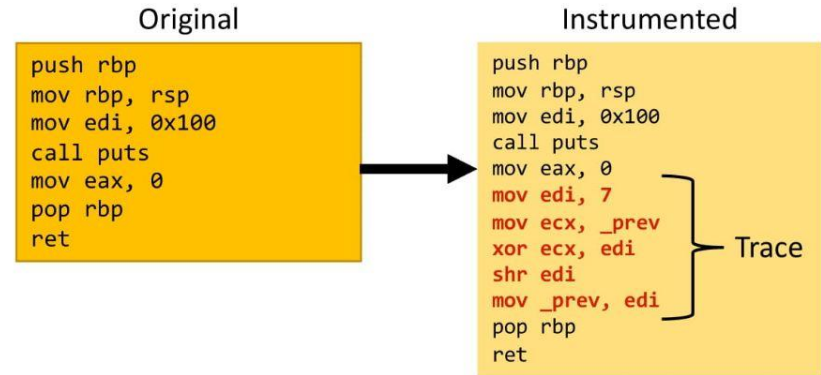 Original
push rbp
mov rbp, rsp
mov edi, 0x100
call puts
mov eax, 0
pop rbp
ret
Instrumented
push rbp
mov rbp, rsp
mov edi, 0x100
call puts
mov eax, 0
mov edi, 7
mov ecx, _prev
xor ecx, edi
shr edi
mov _prev, edi
pop rbp
ret
Trace